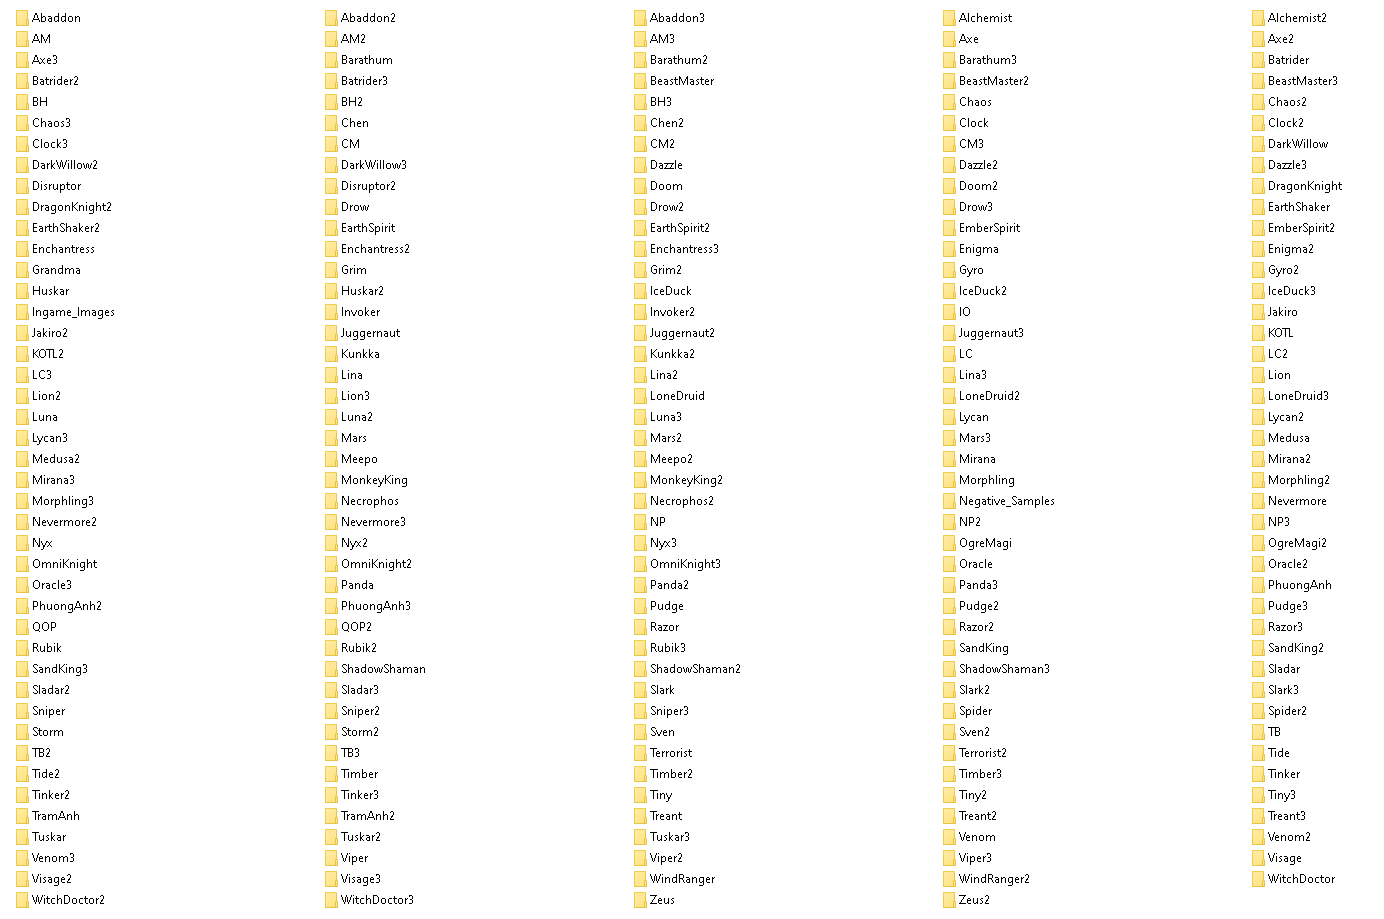 Abaddon Abaddon2 Abaddon3 Alchemist Alchemist2
AM AM2 AM3 Axe Axe2
Axe3 Barathum Barathum2 Barathum3 Batrider
Batrider2 Batrider3 BeastMaster BeastMaster2 BeastMaster3
BH BH2 BH3 Chaos Chaos2
Chaos3 Chen Chen2 Clock Clock2
Clock3 CM CM2 CM3 DarkWillow
DarkWillow2 DarkWillow3 Dazzle Dazzle2 Dazzle3
Disruptor Disruptor2 Doom Doom2 DragonKnight
DragonKnight2 Drow Drow2 Drow3 EarthShaker
EarthShaker2 EarthSpirit EarthSpirit2 EmberSpirit EmberSpirit2
Enchantress Enchantress2 Enchantress3 Enigma Enigma2
Grandma Grim Grim2 Gyro Gyro2
Huskar Huskar2 IceDuck IceDuck2 IceDuck3
Ingame_Images Invoker Invoker2 IO Jakiro
Jakiro2 Juggernaut Juggernaut2 Juggernaut3 KOTL
KOTL2 Kunkka Kunkka2 LC LC2
LC3 Lina Lina2 Lina3 Lion
Lion2 Lion3 LoneDruid LoneDruid2 LoneDruid3
Luna Luna2 Luna3 Lycan Lycan2
Lycan3 Mars Mars2 Mars3 Medusa
Medusa2 Meepo Meepo2 Mirana Mirana2
Mirana3 MonkeyKing MonkeyKing2 Morphling Morphling2
Morphling3 Necrophos Necrophos2 Negative_Samples Nevermore
Nevermore2 Nevermore3 NP NP2 NP3
Nyx Nyx2 Nyx3 OgreMagi OgreMagi2
OmniKnight OmniKnight2 OmniKnight3 Oracle Oracle2
Oracle3 Panda Panda2 Panda3 PhuongAnh
PhuongAnh2 PhuongAnh3 Pudge Pudge2 Pudge3
QOP QOP2 Razor Razor2 Razor3
Rubik Rubik2 Rubik3 SandKing SandKing2
SandKing3 ShadowShaman ShadowShaman2 ShadowShaman3 Sladar
Sladar2 Sladar3 Slark Slark2 Slark3
Sniper Sniper2 Sniper3 Spider Spider2
Storm Storm2 Sven Sven2 TB
TB2 TB3 Terrorist Terrorist2 Tide
Tide2 Timber Timber2 Timber3 Tinker
Tinker2 Tinker3 Tiny Tiny2 Tiny3
TramAnh TramAnh2 Treant Treant2 Treant3
Tuskar Tuskar2 Tuskar3 Venom Venom2
Venom3 Viper Viper2 Viper3 Visage
Visage2 Visage3 WindRanger WindRanger2 WitchDoctor
WitchDoctor2 WitchDoctor3 Zeus Zeus2